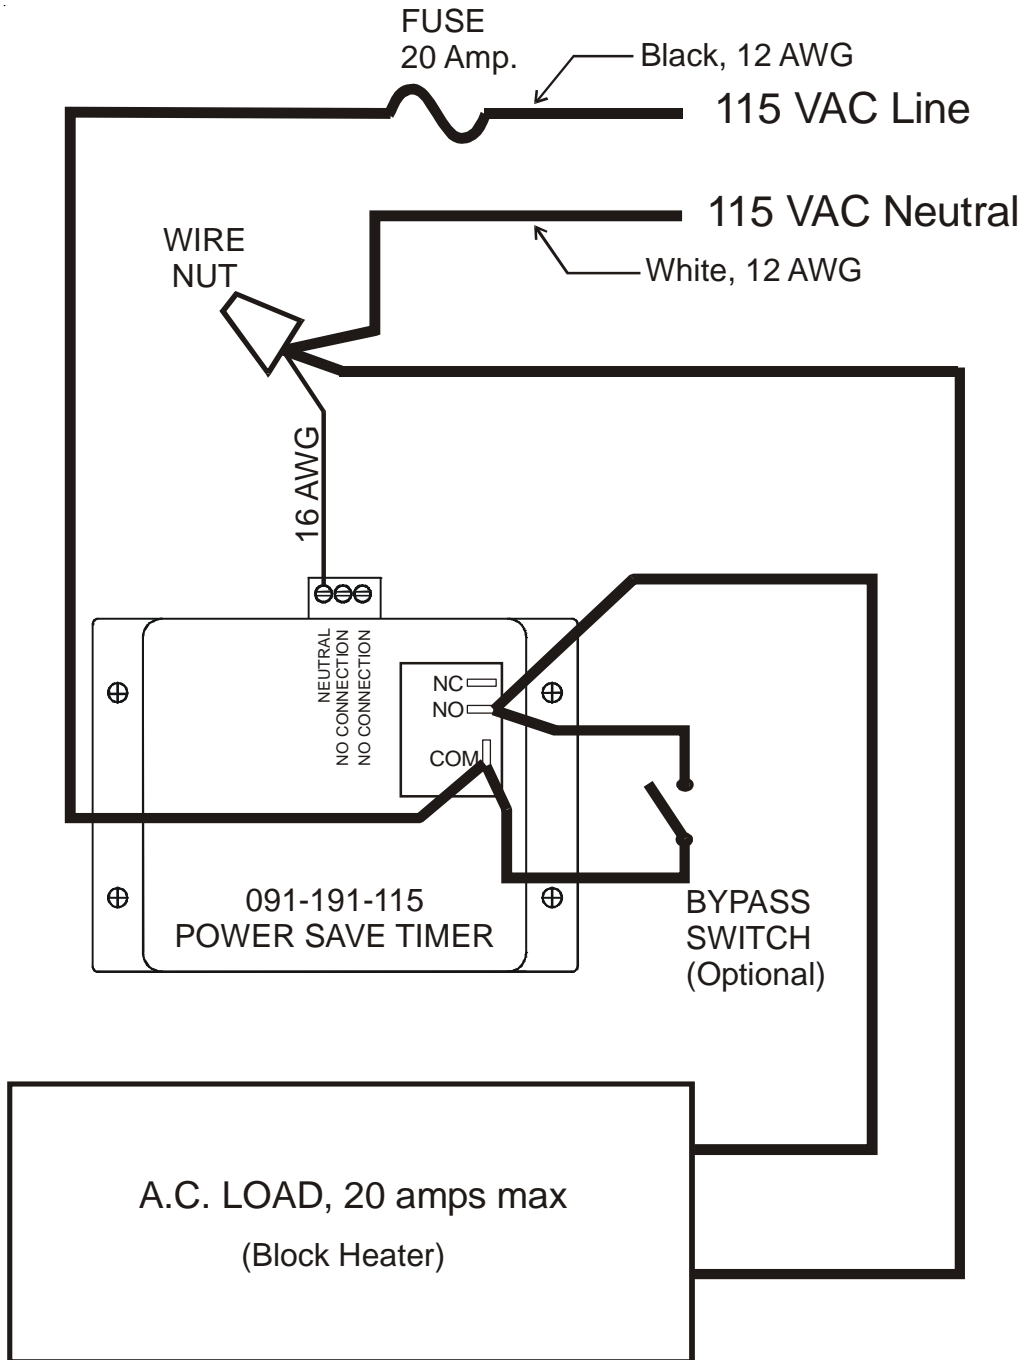 FUSE
20 Amp.
Black, 12 AWG
115 VAC Line
115 VAC Neutral
White, 12 AWG
WIRE
NUT
16 AWG
NEUTRAL
NO CONNECTION
NO CONNECTION
NC
NO
COM
091-191-115
POWER SAVE TIMER
BYPASS
SWITCH
(Optional)
A.C. LOAD, 20 amps max
(Block Heater)